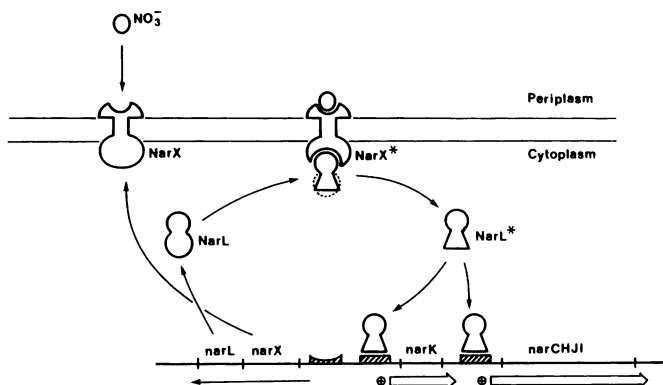 NO₃⁻
Periplasm
NarX
NarX*
Cytoplasm
NarL
NarL*
narL narX narK narCHJI
⊕ ⊕